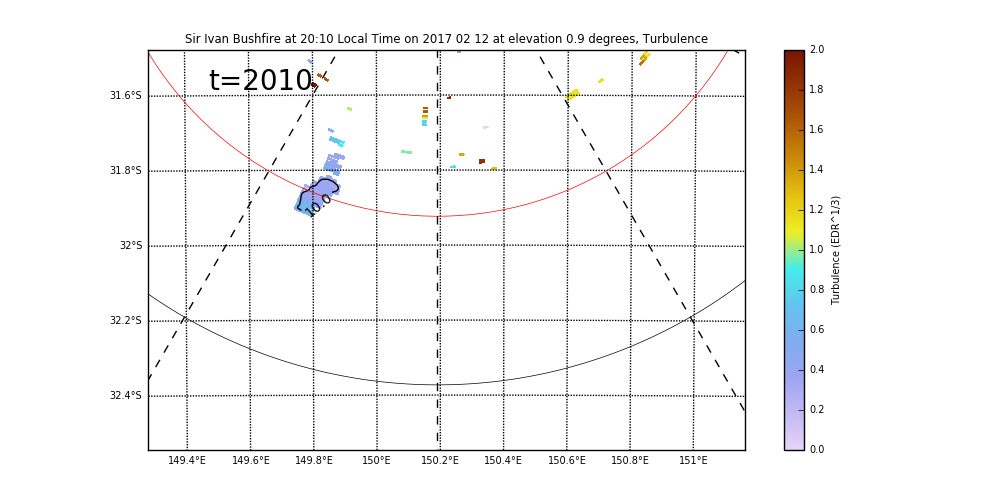 Sir Ivan Bushfire at 20:10 Local Time on 2017 02 12 at elevation 0.9 degrees, Turbulence
t=2010
31.6°S
31.8°S
32°S
32.2°S
32.4°S
149.4°E 149.6°E 149.8°E 150°E 150.2°E 150.4°E 150.6°E 150.8°E 151°E
2.0
1.8
1.6
1.4
1.2
1.0
0.8
0.6
0.4
0.2
0.0
Turbulence (EDR^1/3)